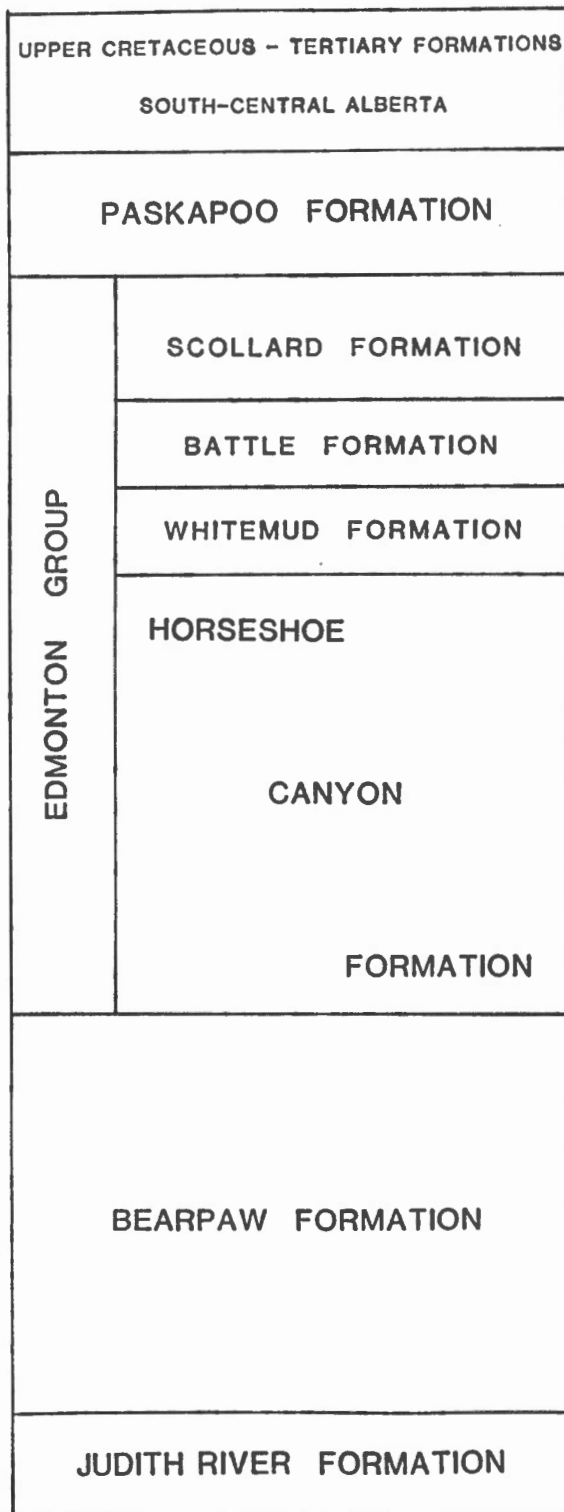 UPPER CRETACEOUS - TERTIARY FORMATIONS
SOUTH-CENTRAL ALBERTA
PASKAPOO FORMATION
EDMONTON GROUP
SCOLLARD FORMATION
BATTLE FORMATION
WHITEMUD FORMATION
HORSESHOE
CANYON
FORMATION
BEARPAW FORMATION
JUDITH RIVER FORMATION